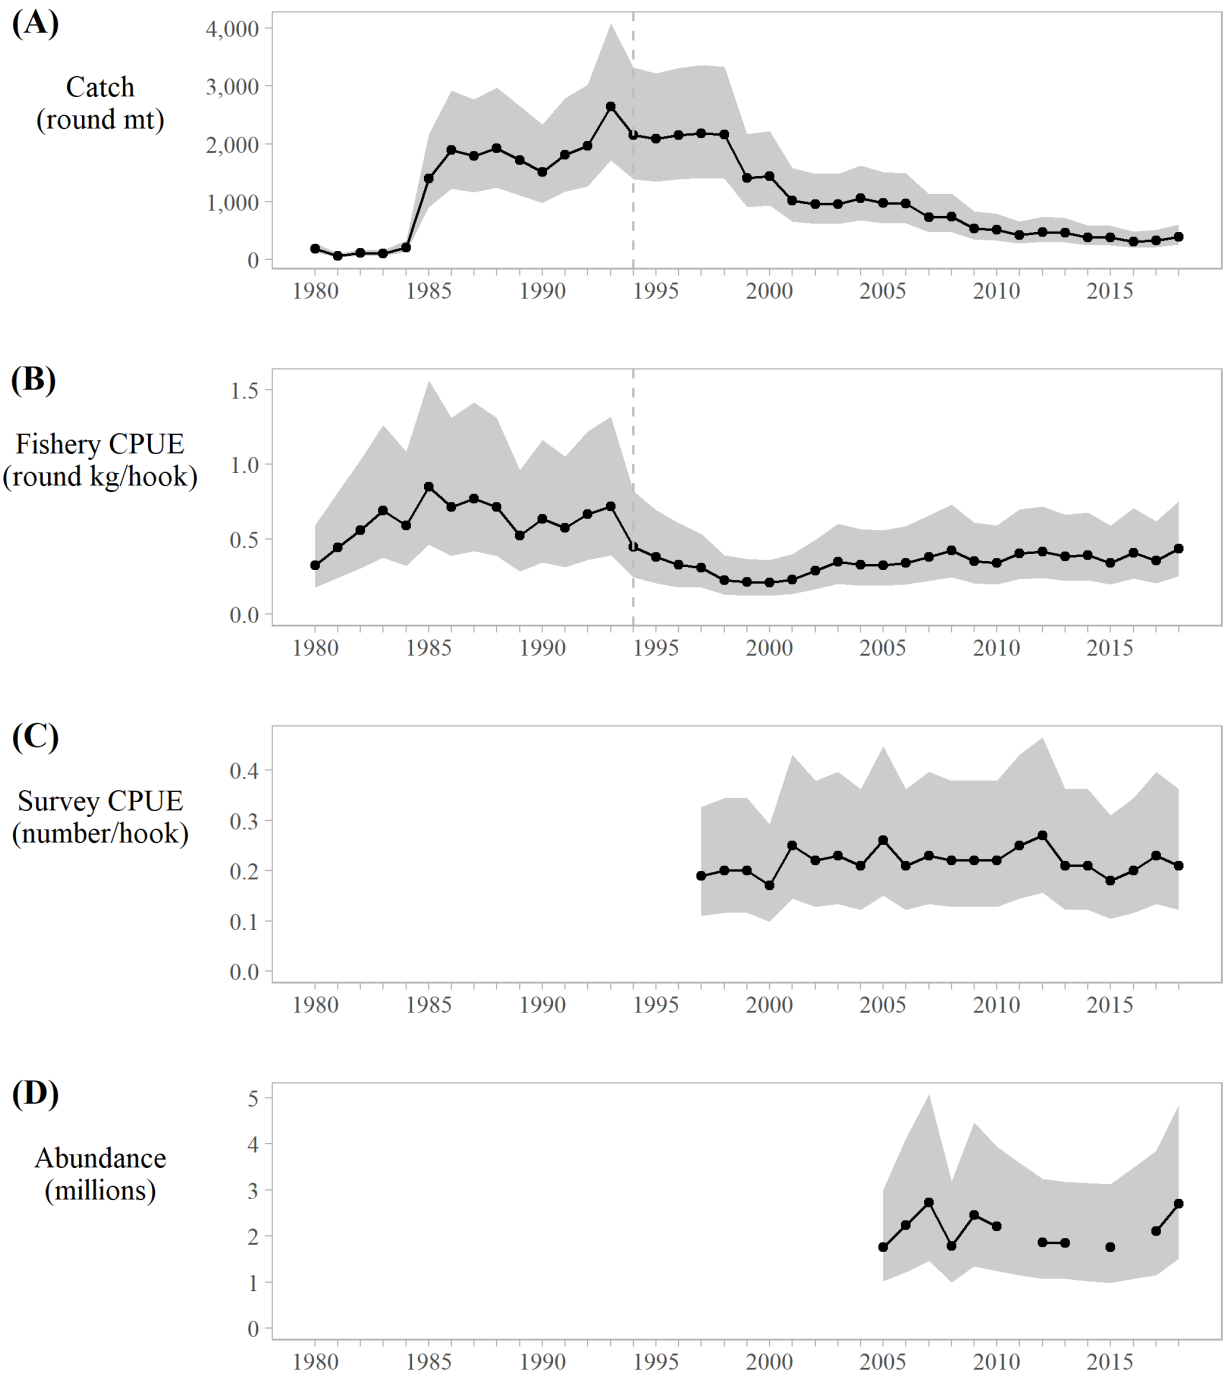 (A)
Catch
(round mt)
4,000
3,000
2,000
1,000
0
1980 1985 1990 1995 2000 2005 2010 2015
(B)
Fishery CPUE
(round kg/hook)
1.5
1.0
0.5
0.0
1980 1985 1990 1995 2000 2005 2010 2015
(C)
Survey CPUE
(number/hook)
0.4
0.3
0.2
0.1
0.0
1980 1985 1990 1995 2000 2005 2010 2015
(D)
Abundance
(millions)
5
4
3
2
1
0
1980 1985 1990 1995 2000 2005 2010 2015